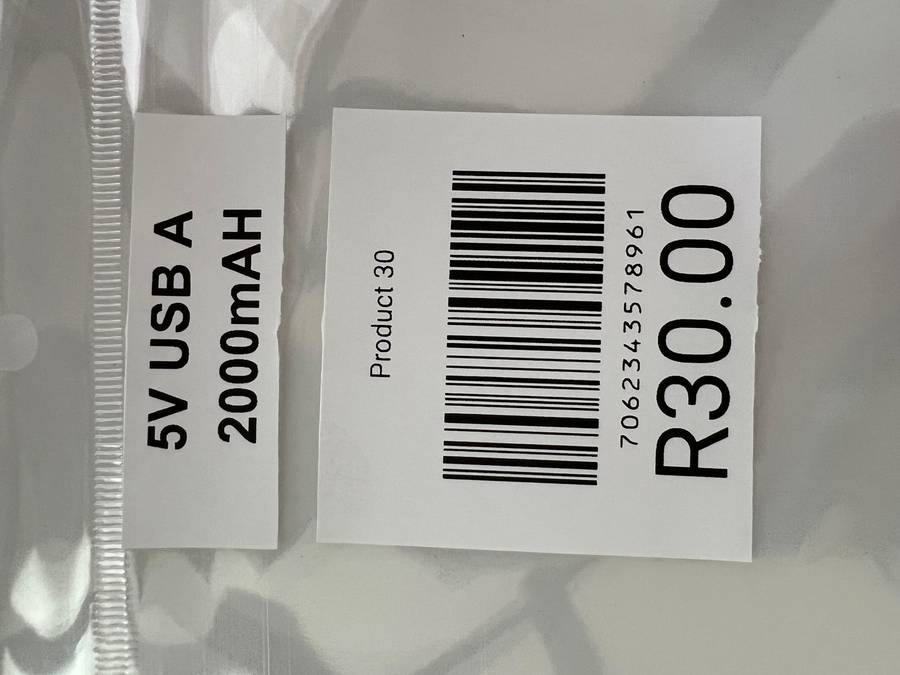 5V USB A
2000mAH
Product 30
7062343578961
R30.00